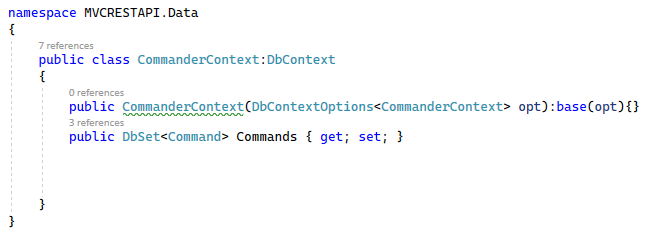 namespace MVCRESTAPI.Data
{
7 references
public class CommanderContext:DbContext
{
0 references
public CommanderContext(DbContextOptions<CommanderContext> opt):base(opt){}
3 references
public DbSet<Command> Commands { get; set; }
}
}